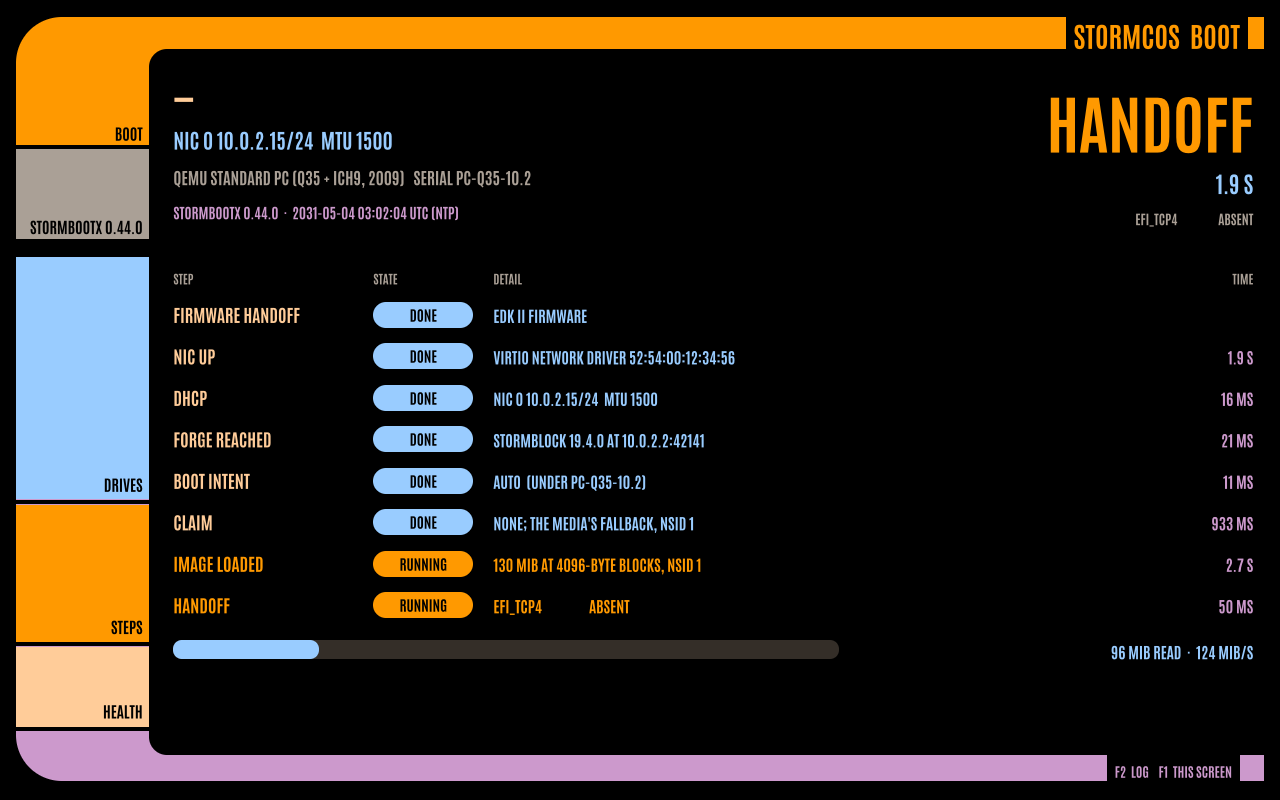 STORMCOS BOOT
BOOT
STORMBOOTX 0.44.0
DRIVES
STEPS
HEALTH
—
NIC 0 10.0.2.15/24 MTU 1500
QEMU STANDARD PC (Q35 + ICH9, 2009) SERIAL PC-Q35-10.2
STORMBOOTX 0.44.0 · 2031-05-04 03:02:04 UTC (NTP)
HANDOFF
1.9 S
EFI_TCP4 ABSENT
STEP STATE DETAIL TIME
FIRMWARE HANDOFF DONE EDK II FIRMWARE
NIC UP DONE VIRTIO NETWORK DRIVER 52:54:00:12:34:56 1.9 S
DHCP DONE NIC 0 10.0.2.15/24 MTU 1500 16 MS
FORGE REACHED DONE STORMBLOCK 19.4.0 AT 10.0.2.2:42141 21 MS
BOOT INTENT DONE AUTO (UNDER PC-Q35-10.2) 11 MS
CLAIM DONE NONE; THE MEDIA'S FALLBACK, NSID 1 933 MS
IMAGE LOADED RUNNING 130 MIB AT 4096-BYTE BLOCKS, NSID 1 2.7 S
HANDOFF RUNNING EFI_TCP4 ABSENT 50 MS
96 MIB READ · 124 MIB/S
F2 LOG F1 THIS SCREEN